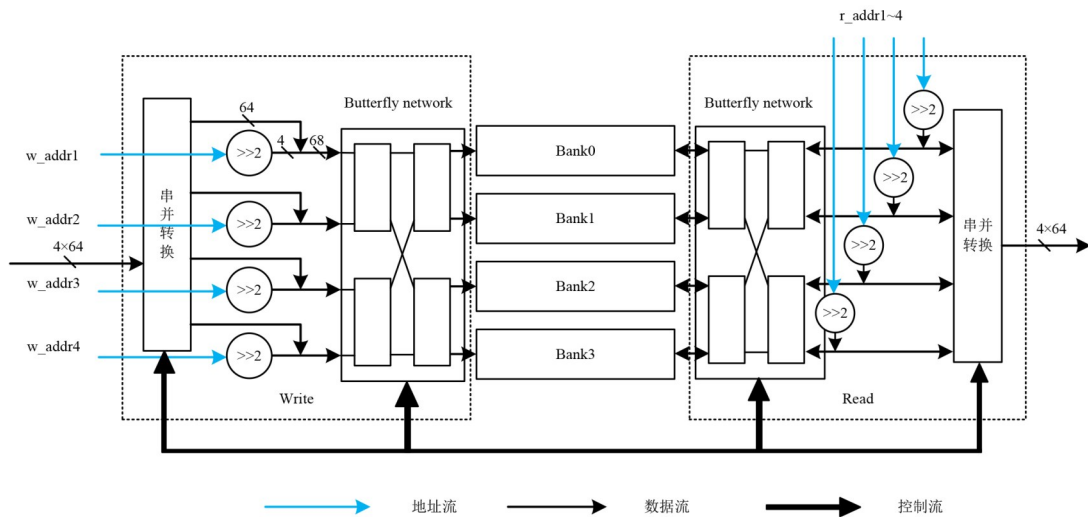 r_addr1~4
64
Butterfly network
Butterfly network
>>2
w_addr1
>>2
4
68
Bank0
串并转换
>>2
w_addr2
>>2
Bank1
串并转换
4×64
>>2
4×64
w_addr3
>>2
Bank2
>>2
w_addr4
>>2
Bank3
Write
Read
地址流
数据流
控制流